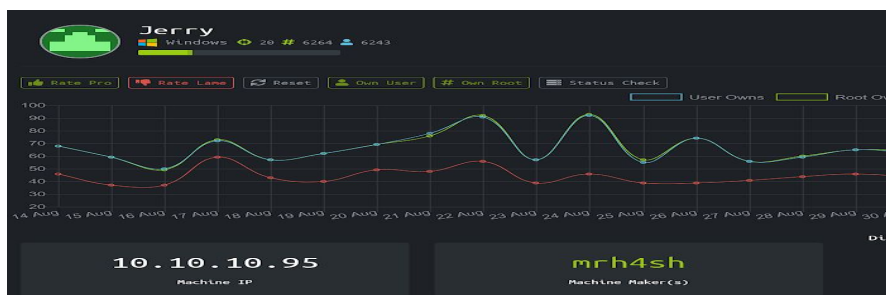 Jerry
Windows 20 # 6264 6243
Rate Pro Rate Lame Reset Own User # Own Root Status Check
User Owns Root Ow
100
90
80
70
60
50
40
30
20
14 Aug 15 Aug 16 Aug 17 Aug 18 Aug 19 Aug 20 Aug 21 Aug 22 Aug 23 Aug 24 Aug 25 Aug 26 Aug 27 Aug 28 Aug 29 Aug 30
Di
10.10.10.95 mrh4sh
Machine IP Machine Maker(s)